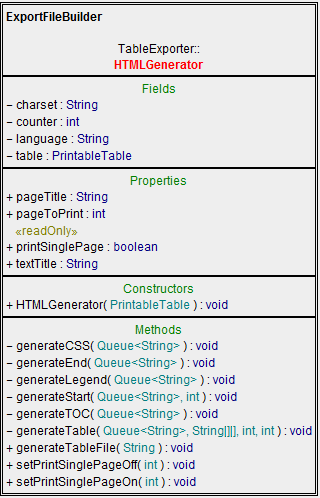 ExportFileBuilder
TableExporter::
HTMLGenerator
Fields
− charset : String
− counter : int
− language : String
− table : PrintableTable
Properties
+ pageTitle : String
+ pageToPrint : int
«readOnly»
+ printSinglePage : boolean
+ textTitle : String
Constructors
+ HTMLGenerator( PrintableTable ) : void
Methods
− generateCSS( Queue<String> ) : void
− generateEnd( Queue<String> ) : void
− generateLegend( Queue<String> ) : void
− generateStart( Queue<String>, int ) : void
− generateTOC( Queue<String> ) : void
− generateTable( Queue<String>, String[][], int, int ) : void
+ generateTableFile( String ) : void
+ setPrintSinglePageOff( int ) : void
+ setPrintSinglePageOn( int ) : void